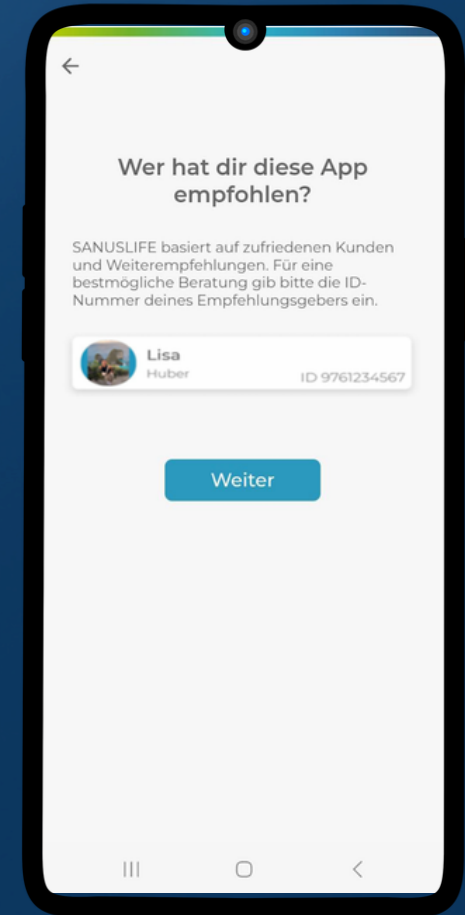 Wer hat dir diese App
empfohlen?
SANUSLIFE basiert auf zufriedenen Kunden
und Weiterempfehlungen. Für eine
bestmögliche Beratung gib bitte die ID-
Nummer deines Empfehlungsgebers ein.
Lisa
Huber
ID 9761234567
Weiter